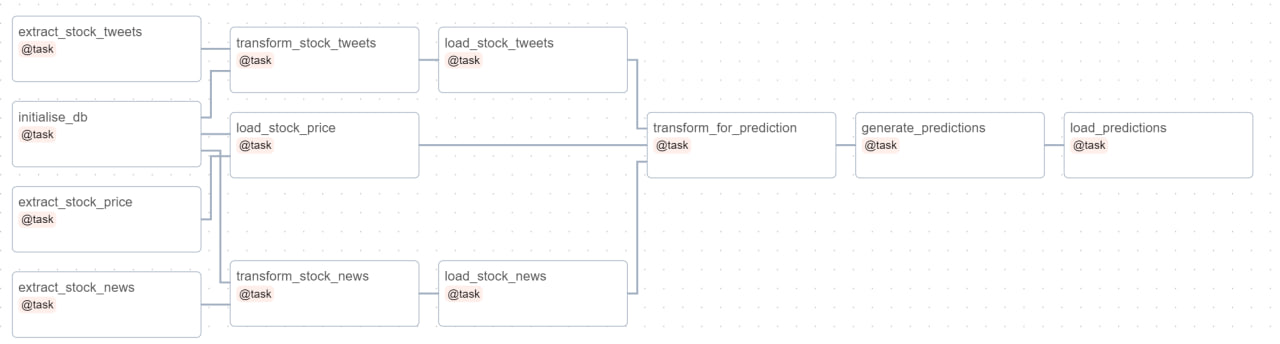 extract_stock_tweets
@task
initialise_db
@task
extract_stock_price
@task
extract_stock_news
@task
transform_stock_tweets
@task
load_stock_price
@task
transform_stock_news
@task
load_stock_tweets
@task
load_stock_news
@task
transform_for_prediction
@task
generate_predictions
@task
load_predictions
@task